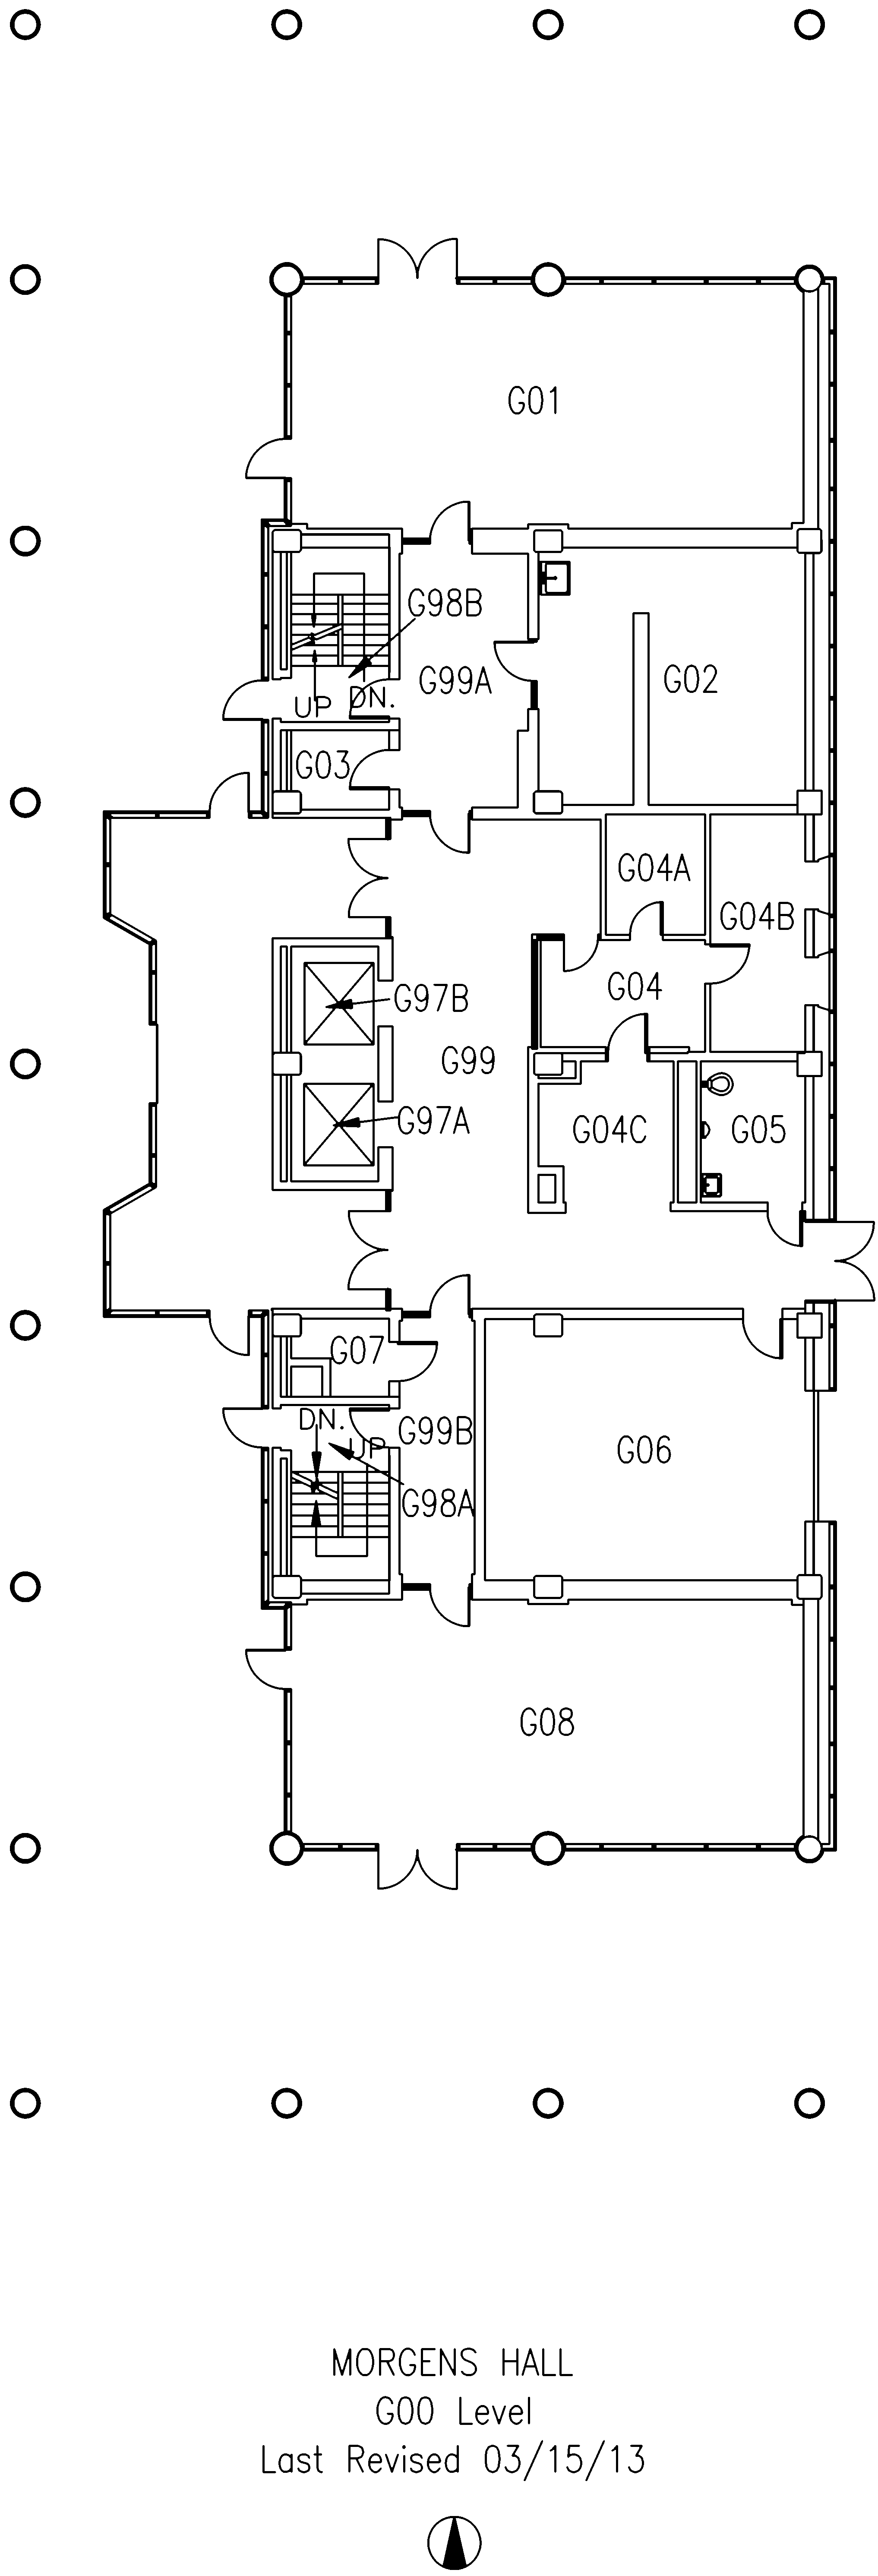 G01
G98B
G99A
G02
UP
DN.
G03
G04A
G04B
G04
G97B
G99
G97A
G04C
G05
G07
DN.
G99B
UP
G06
G98A
G08
MORGENS HALL
G00 Level
Last Revised 03/15/13